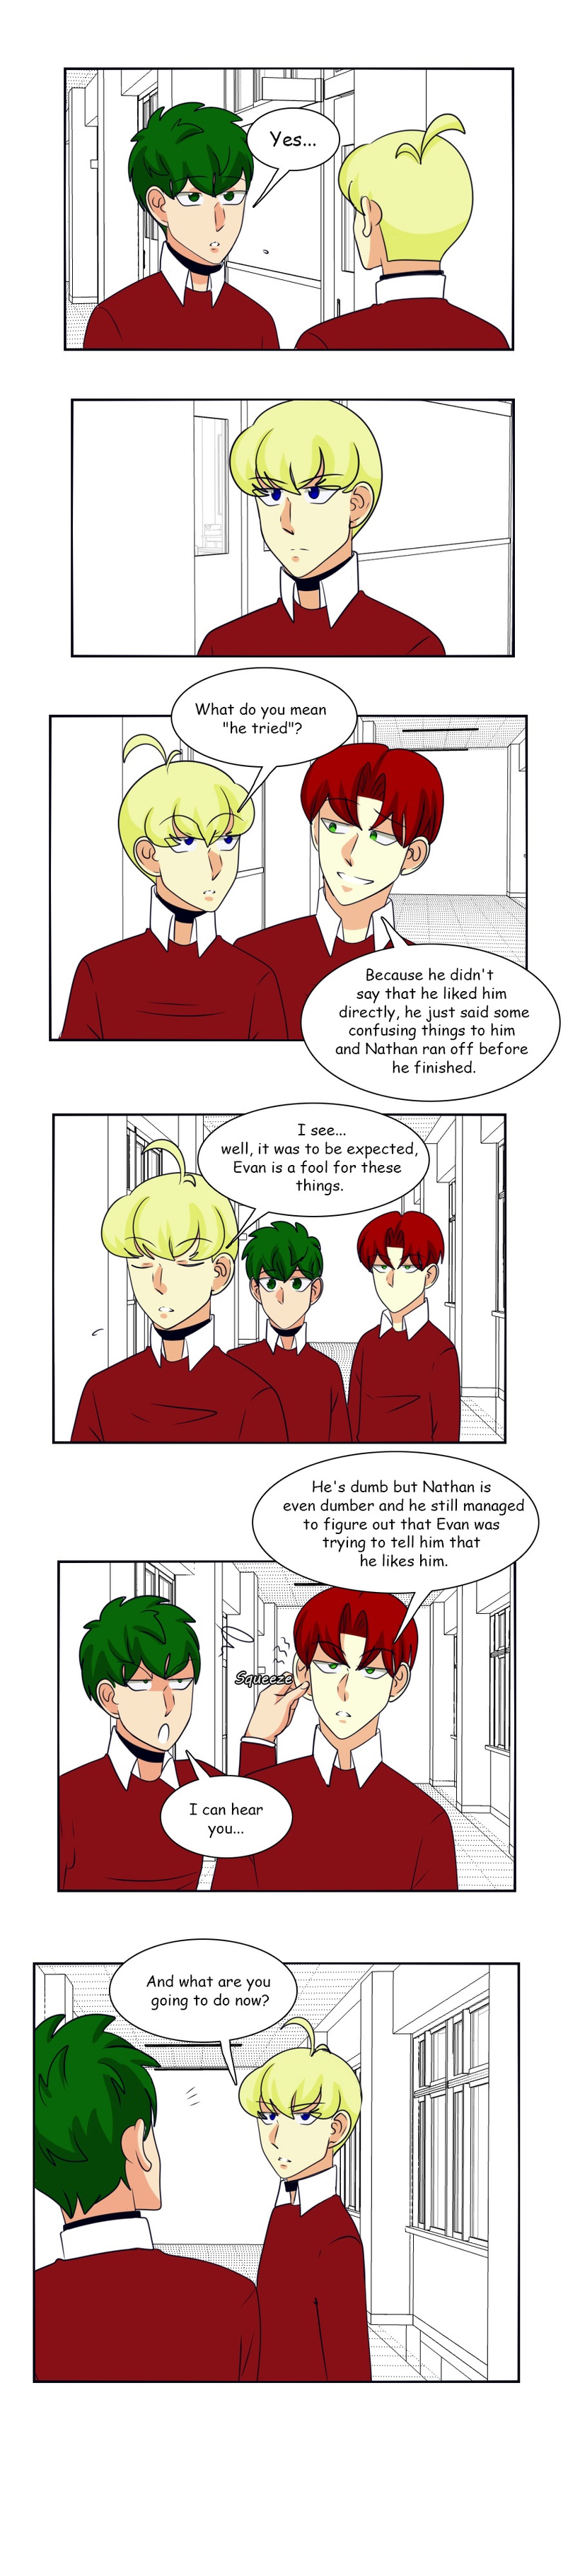 Yes...
What do you mean
"he tried"?
Because he didn't
say that he liked him
directly, he just said some
confusing things to him
and Nathan ran off before
he finished.
I see...
well, it was to be expected,
Evan is a fool for these
things.
He's dumb but Nathan is
even dumber and he still managed
to figure out that Evan was
trying to tell him that
he likes him.
Squeeze
I can hear
you...
And what are you
going to do now?